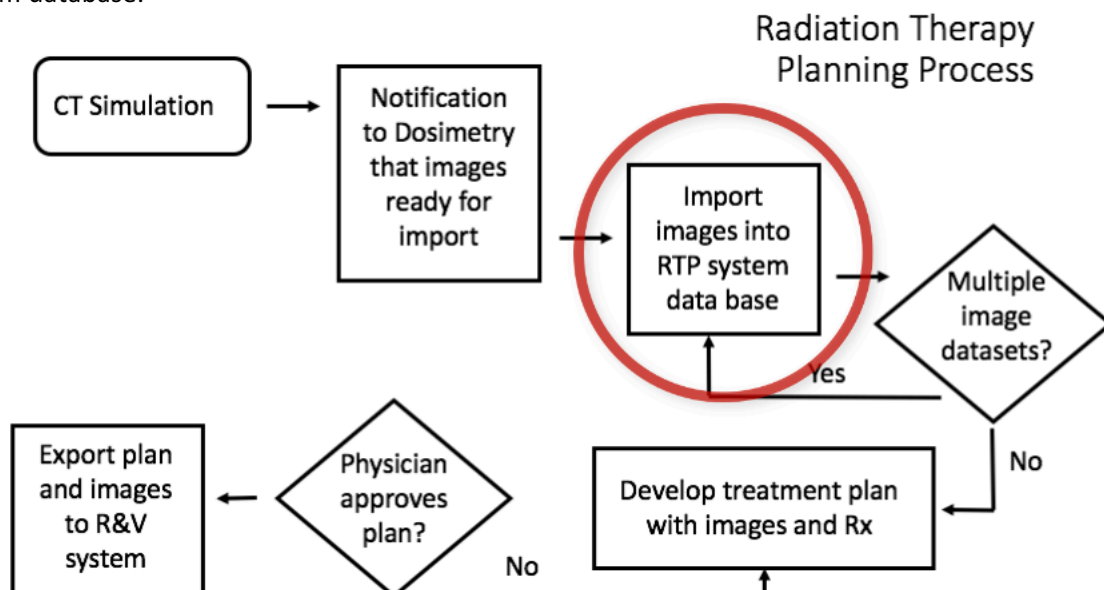 m database.
Radiation Therapy
Planning Process
CT Simulation
Notification
to Dosimetry
that images
ready for
import
Import
images into
RTP system
data base
Multiple
image
datasets?
Yes
No
Develop treatment plan
with images and Rx
Physician
approves
plan?
No
Export plan
and images
to R&V
system